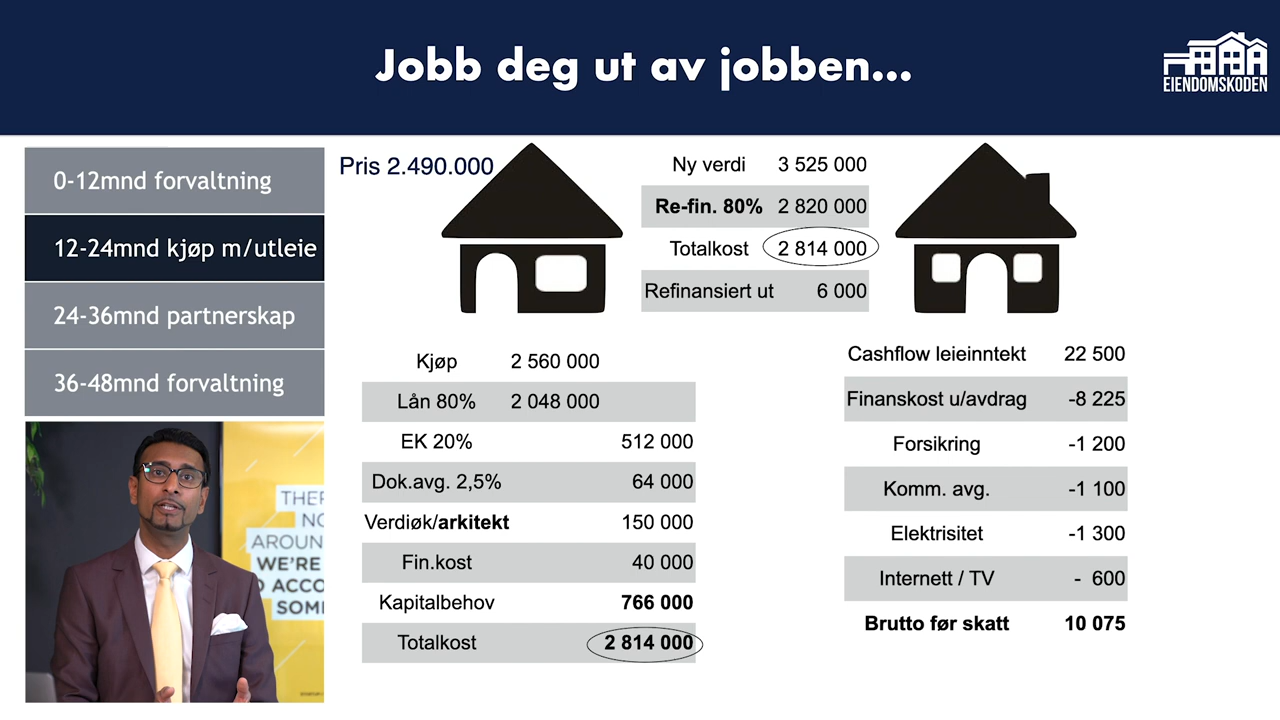 Jobb deg ut av jobben...
EIENDOMSKODEN
0-12mnd forvaltning
12-24mnd kjøp m/utleie
24-36mnd partnerskap
36-48mnd forvaltning
Pris 2.490.000
Ny verdi 3 525 000
Re-fin. 80% 2 820 000
Totalkost 2 814 000
Refinansiert ut 6 000
Kjøp 2 560 000
Lån 80% 2 048 000
EK 20% 512 000
Dok.avg. 2,5% 64 000
Verdiøk/arkitekt 150 000
Fin.kost 40 000
Kapitalbehov 766 000
Totalkost 2 814 000
Cashflow leieinntekt 22 500
Finanskost u/avdrag -8 225
Forsikring -1 200
Komm. avg. -1 100
Elektrisitet -1 300
Internett / TV - 600
Brutto før skatt 10 075
WE'RE